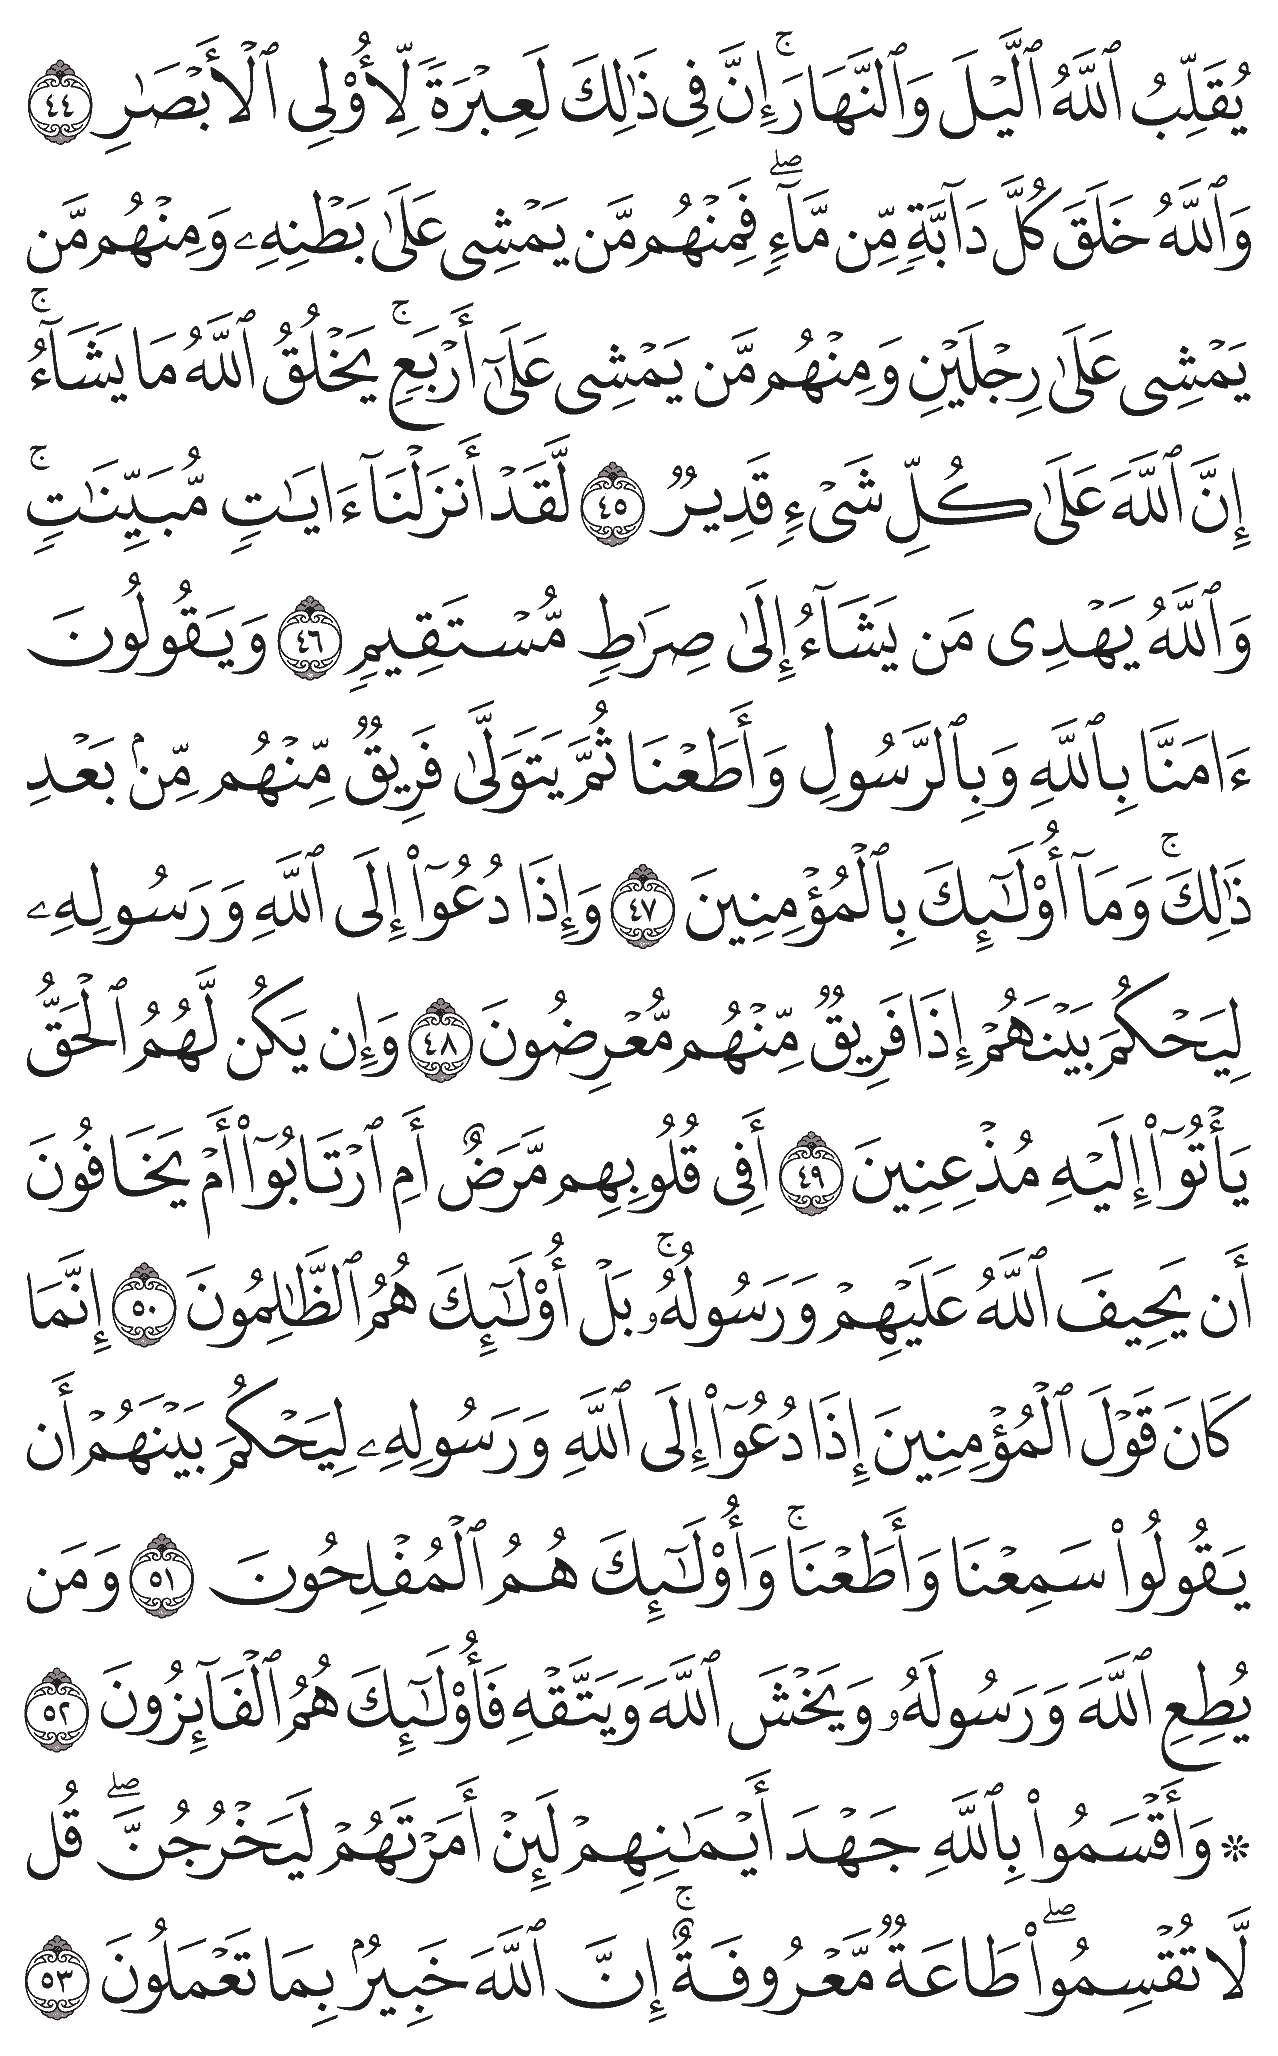 يُقَلِّبُ ٱللَّهُ ٱلَّيْلَ وَٱلنَّهَارَۚ إِنَّ فِى ذَٰلِكَ لَعِبْرَةً لِّأُو۟لِى ٱلْأَبْصَٰرِ ٤٤
وَٱللَّهُ خَلَقَ كُلَّ دَآبَّةٍ مِّن مَّآءٍۖ فَمِنْهُم مَّن يَمْشِى عَلَىٰ بَطْنِهِۦ وَمِنْهُم مَّن
يَمْشِى عَلَىٰ رِجْلَيْنِ وَمِنْهُم مَّن يَمْشِى عَلَىٰٓ أَرْبَعٍۚ يَخْلُقُ ٱللَّهُ مَا يَشَآءُۚ
إِنَّ ٱللَّهَ عَلَىٰ كُلِّ شَىْءٍ قَدِيرٌ ٤٥ لَّقَدْ أَنزَلْنَآ ءَايَٰتٍ مُّبَيِّنَٰتٍۚ
وَٱللَّهُ يَهْدِى مَن يَشَآءُ إِلَىٰ صِرَٰطٍ مُّسْتَقِيمٍ ٤٦ وَيَقُولُونَ
ءَامَنَّا بِٱللَّهِ وَبِٱلرَّسُولِ وَأَطَعْنَا ثُمَّ يَتَوَلَّىٰ فَرِيقٌ مِّنْهُم مِّنۢ بَعْدِ
ذَٰلِكَۚ وَمَآ أُو۟لَٰٓئِكَ بِٱلْمُؤْمِنِينَ ٤٧ وَإِذَا دُعُوٓا۟ إِلَى ٱللَّهِ وَرَسُولِهِۦ
لِيَحْكُمَ بَيْنَهُمْ إِذَا فَرِيقٌ مِّنْهُم مُّعْرِضُونَ ٤٨ وَإِن يَكُن لَّهُمُ ٱلْحَقُّ
يَأْتُوٓا۟ إِلَيْهِ مُذْعِنِينَ ٤٩ أَفِى قُلُوبِهِم مَّرَضٌ أَمِ ٱرْتَابُوٓا۟ أَمْ يَخَافُونَ
أَن يَحِيفَ ٱللَّهُ عَلَيْهِمْ وَرَسُولُهُۥۚ بَلْ أُو۟لَٰٓئِكَ هُمُ ٱلظَّٰلِمُونَ ٥٠ إِنَّمَا
كَانَ قَوْلَ ٱلْمُؤْمِنِينَ إِذَا دُعُوٓا۟ إِلَى ٱللَّهِ وَرَسُولِهِۦ لِيَحْكُمَ بَيْنَهُمْ أَن
يَقُولُوا۟ سَمِعْنَا وَأَطَعْنَاۚ وَأُو۟لَٰٓئِكَ هُمُ ٱلْمُفْلِحُونَ ٥١ وَمَن
يُطِعِ ٱللَّهَ وَرَسُولَهُۥ وَيَخْشَ ٱللَّهَ وَيَتَّقْهِ فَأُو۟لَٰٓئِكَ هُمُ ٱلْفَآئِزُونَ ٥٢
۞ وَأَقْسَمُوا۟ بِٱللَّهِ جَهْدَ أَيْمَٰنِهِمْ لَئِنْ أَمَرْتَهُمْ لَيَخْرُجُنَّۖ قُل
لَّا تُقْسِمُوا۟ۖ طَاعَةٌ مَّعْرُوفَةٌۚ إِنَّ ٱللَّهَ خَبِيرٌۢ بِمَا تَعْمَلُونَ ٥٣